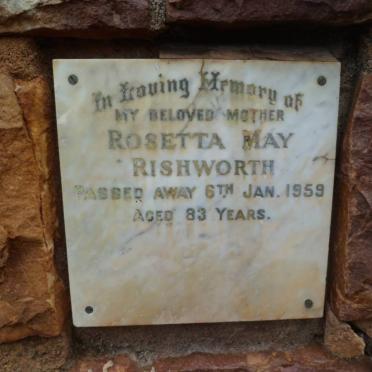 In Loving Memory of
MY BELOVED MOTHER
ROSETTA MAY
RISHWORTH
PASSED AWAY 6TH JAN. 1959
AGED 83 YEARS.